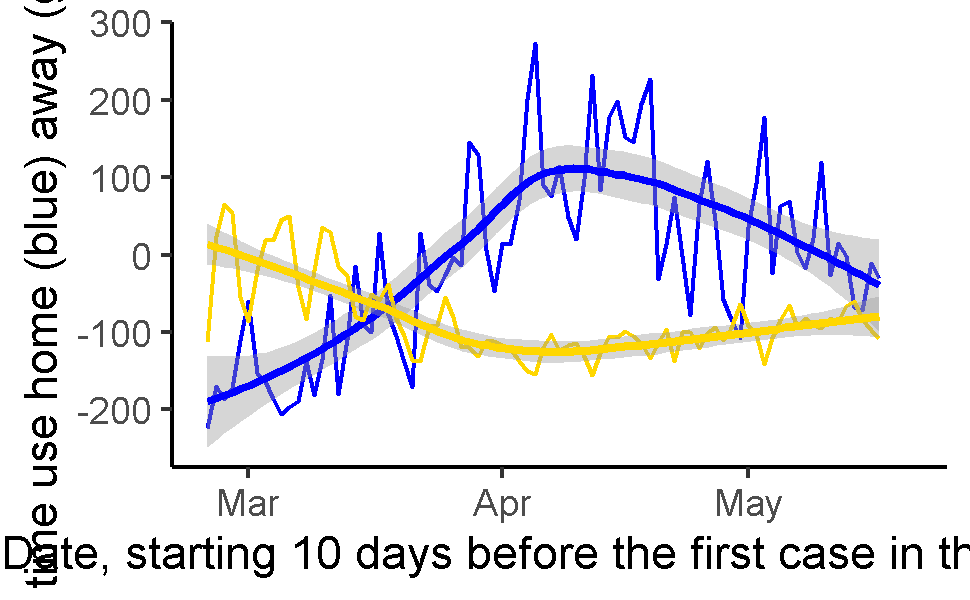 time use home (blue) away (
300
200
100
0
-100
-200
Mar Apr May
Date, starting 10 days before the first case in th